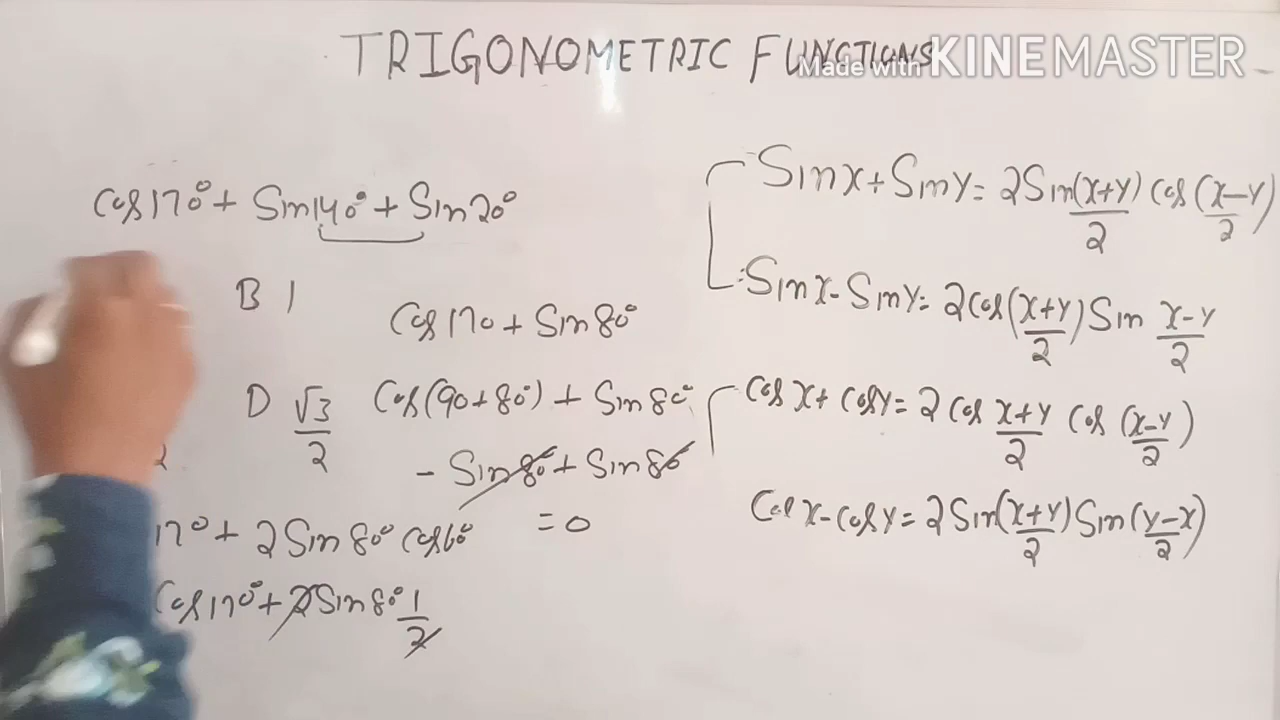 TRIGONOMETRIC FUNCTIONS
Made with KINEMASTER
Cos170° + Sin140° + Sin20°
B 1
D √3/2
2
17° + 2Sin80° Cos60°
Cos170° + 2Sin80° 1/2
Cos170 + Sin80°
Cos(90+80°) + Sin80°
- Sin80° + Sin80
= 0
Sinx + Siny = 2Sin(x+y)/2 Cos(x-y)/2
Sinx - Siny = 2Cos(x+y)/2 Sin x-y/2
Cosx + Cosy = 2Cos x+y/2 Cos (x-y/2)
Cosx - Cosy = 2Sin(x+y/2)Sin(y-x/2)